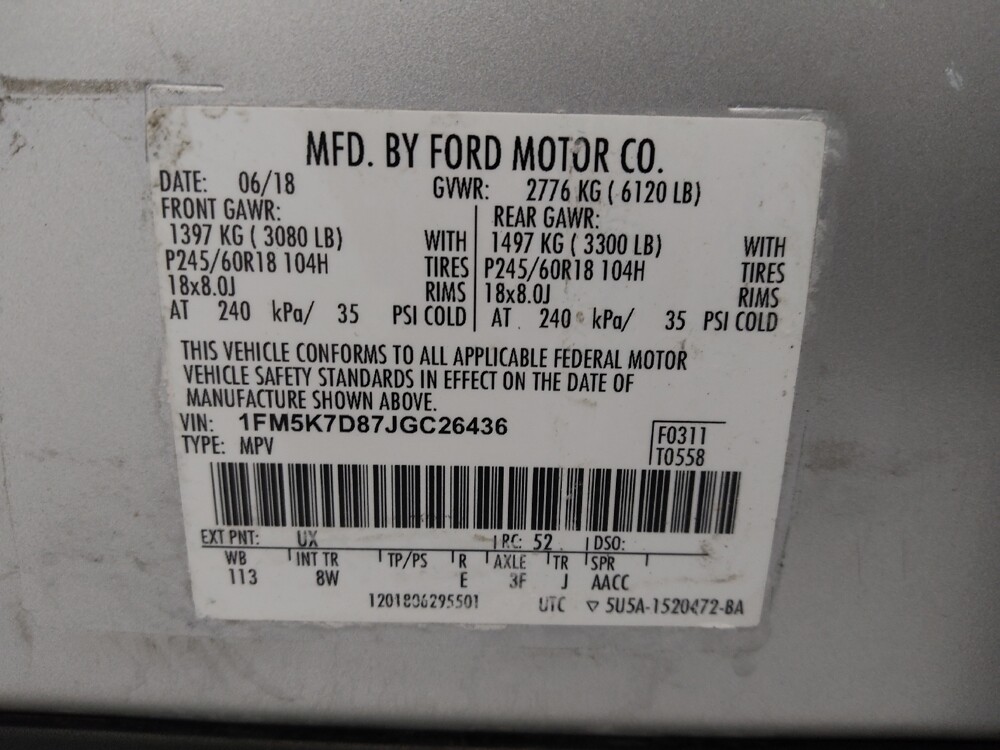 MFD. BY FORD MOTOR CO.
DATE: 06/18 GVWR: 2776 KG ( 6120 LB)
FRONT GAWR: REAR GAWR:
1397 KG ( 3080 LB) WITH 1497 KG ( 3300 LB) WITH
P245/60R18 104H TIRES P245/60R18 104H TIRES
18x8.0J RIMS 18x8.0J RIMS
AT 240 kPa/ 35 PSI COLD AT 240 kPa/ 35 PSI COLD
THIS VEHICLE CONFORMS TO ALL APPLICABLE FEDERAL MOTOR
VEHICLE SAFETY STANDARDS IN EFFECT ON THE DATE OF
MANUFACTURE SHOWN ABOVE.
VIN: 1FM5K7D87JGC26436 F0311
TYPE: MPV T0558
EXT PNT: UX RC: 52 DSO:
WB INT TR TP/PS R AXLE TR SPR
113 8W E 3F J AACC
1201806295501 UTC ▽ 5U5A-1520472-BA